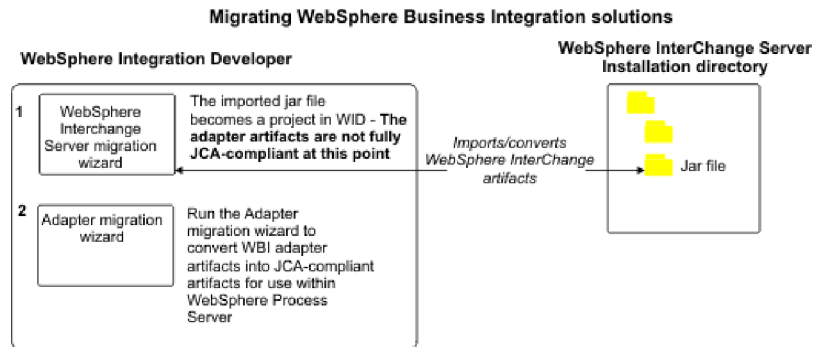 Migrating WebSphere Business Integration solutions
WebSphere Integration Developer
WebSphere InterChange Server
Installation directory
1
WebSphere
Interchange
Server migration
wizard
The imported jar file
becomes a project in WID - The
adapter artifacts are not fully
JCA-compliant at this point
Imports/converts
WebSphere InterChange
artifacts
Jar file
2
Adapter migration
wizard
Run the Adapter
migration wizard to
convert WBI adapter
artifacts into JCA-compliant
artifacts for use within
WebSphere Process
Server